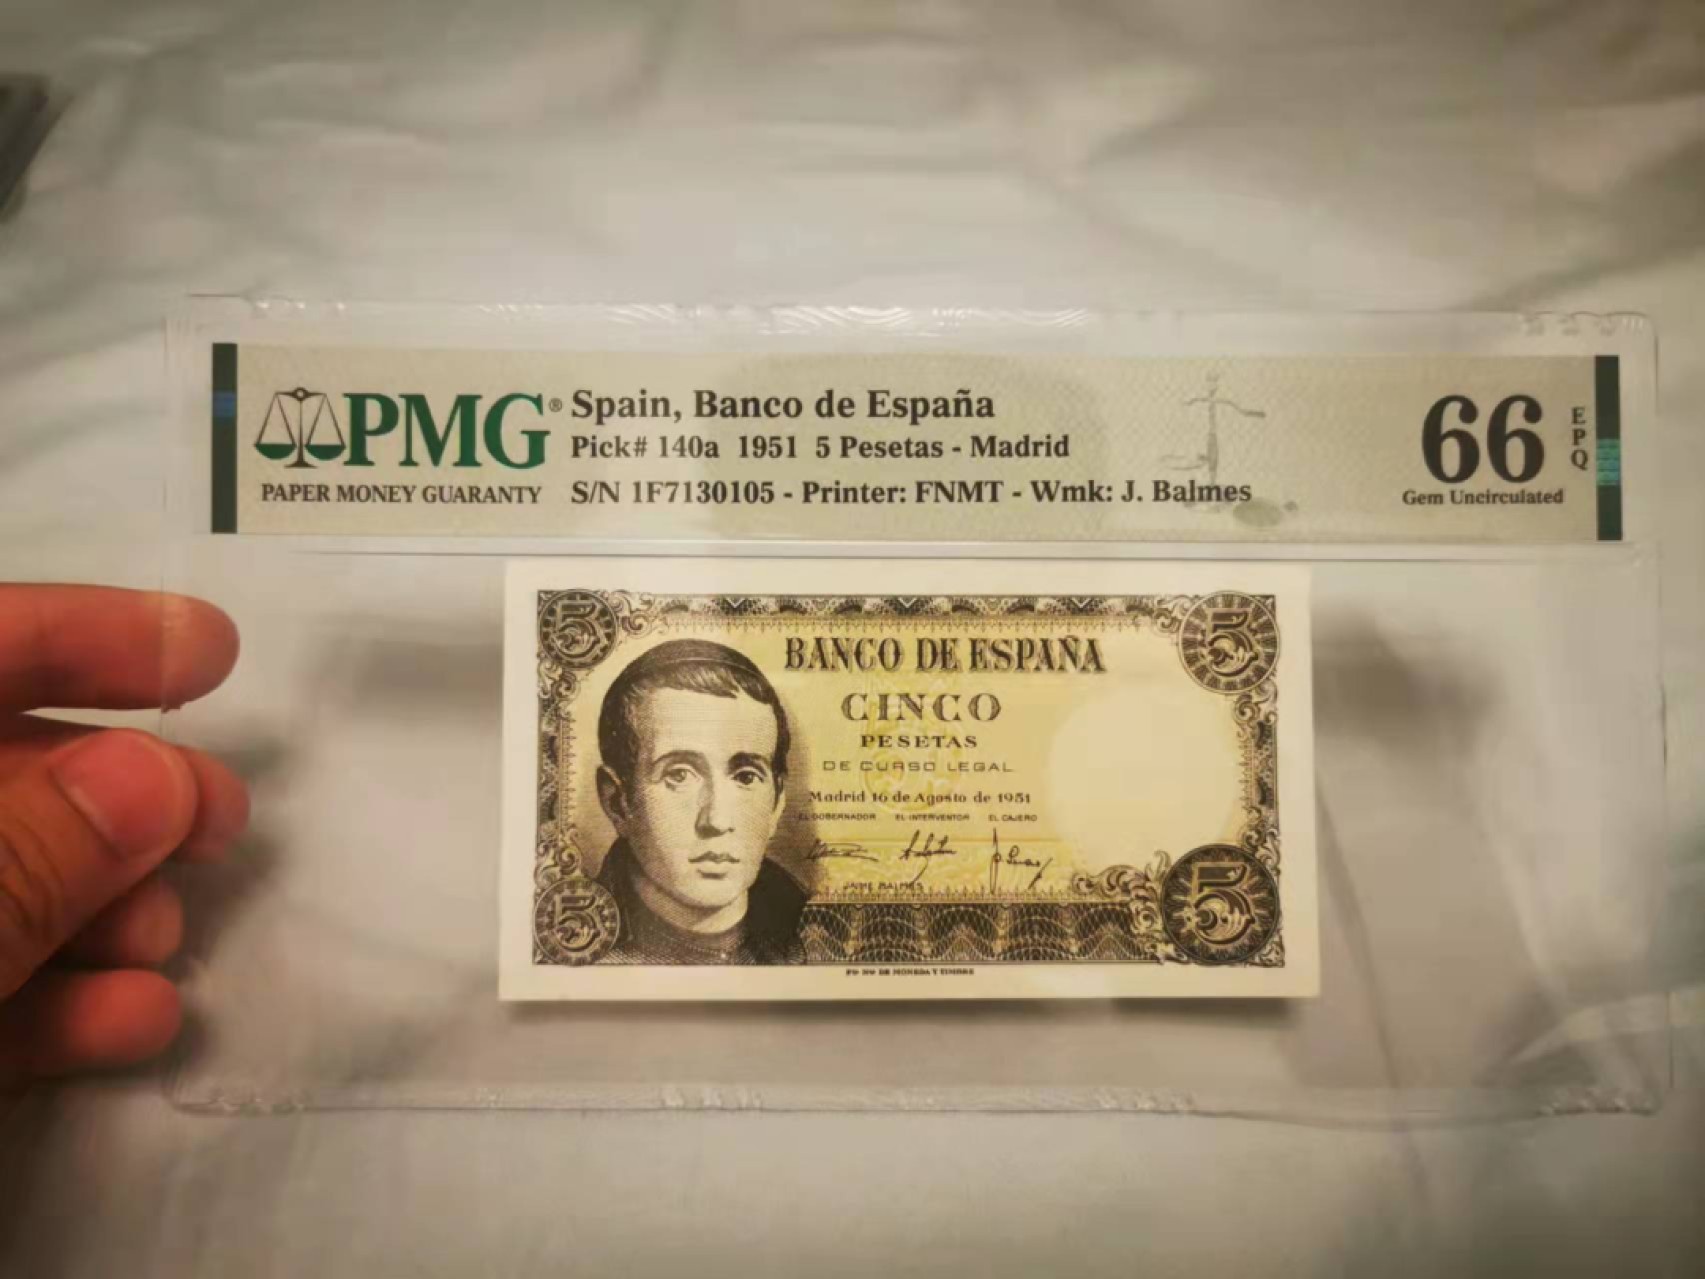 PMG®
PAPER MONEY GUARANTY
Spain, Banco de España
Pick# 140a 1951 5 Pesetas - Madrid
S/N 1F7130105 - Printer: FNMT - Wmk: J. Balmes
66
EPQ
Gem Uncirculated
5
5
BANCO DE ESPAÑA
CINCO
PESETAS
DE CURSO LEGAL
Madrid 16 de Agosto de 1951
EL GOBERNADOR EL INTERVENTOR EL CAJERO
JAIME BALMES
5
5